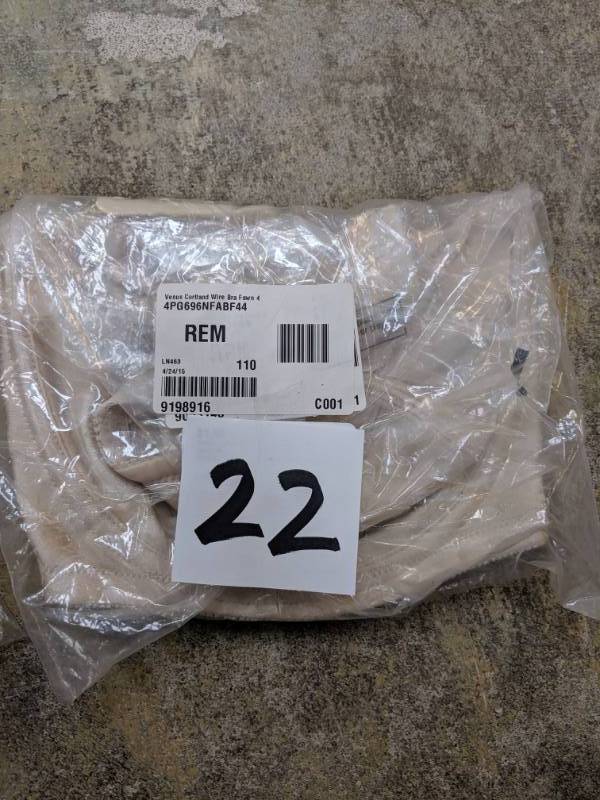 Venus Cortland Wire Bra Fawn 4
4PG696NFABF44
REM
LN463
110
4/24/15
9198916
C001
1
22